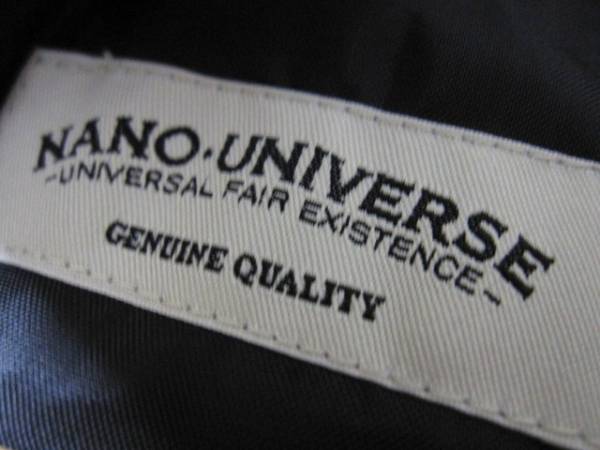 NANO·UNIVERSE
~UNIVERSAL FAIR EXISTENCE~
GENUINE QUALITY